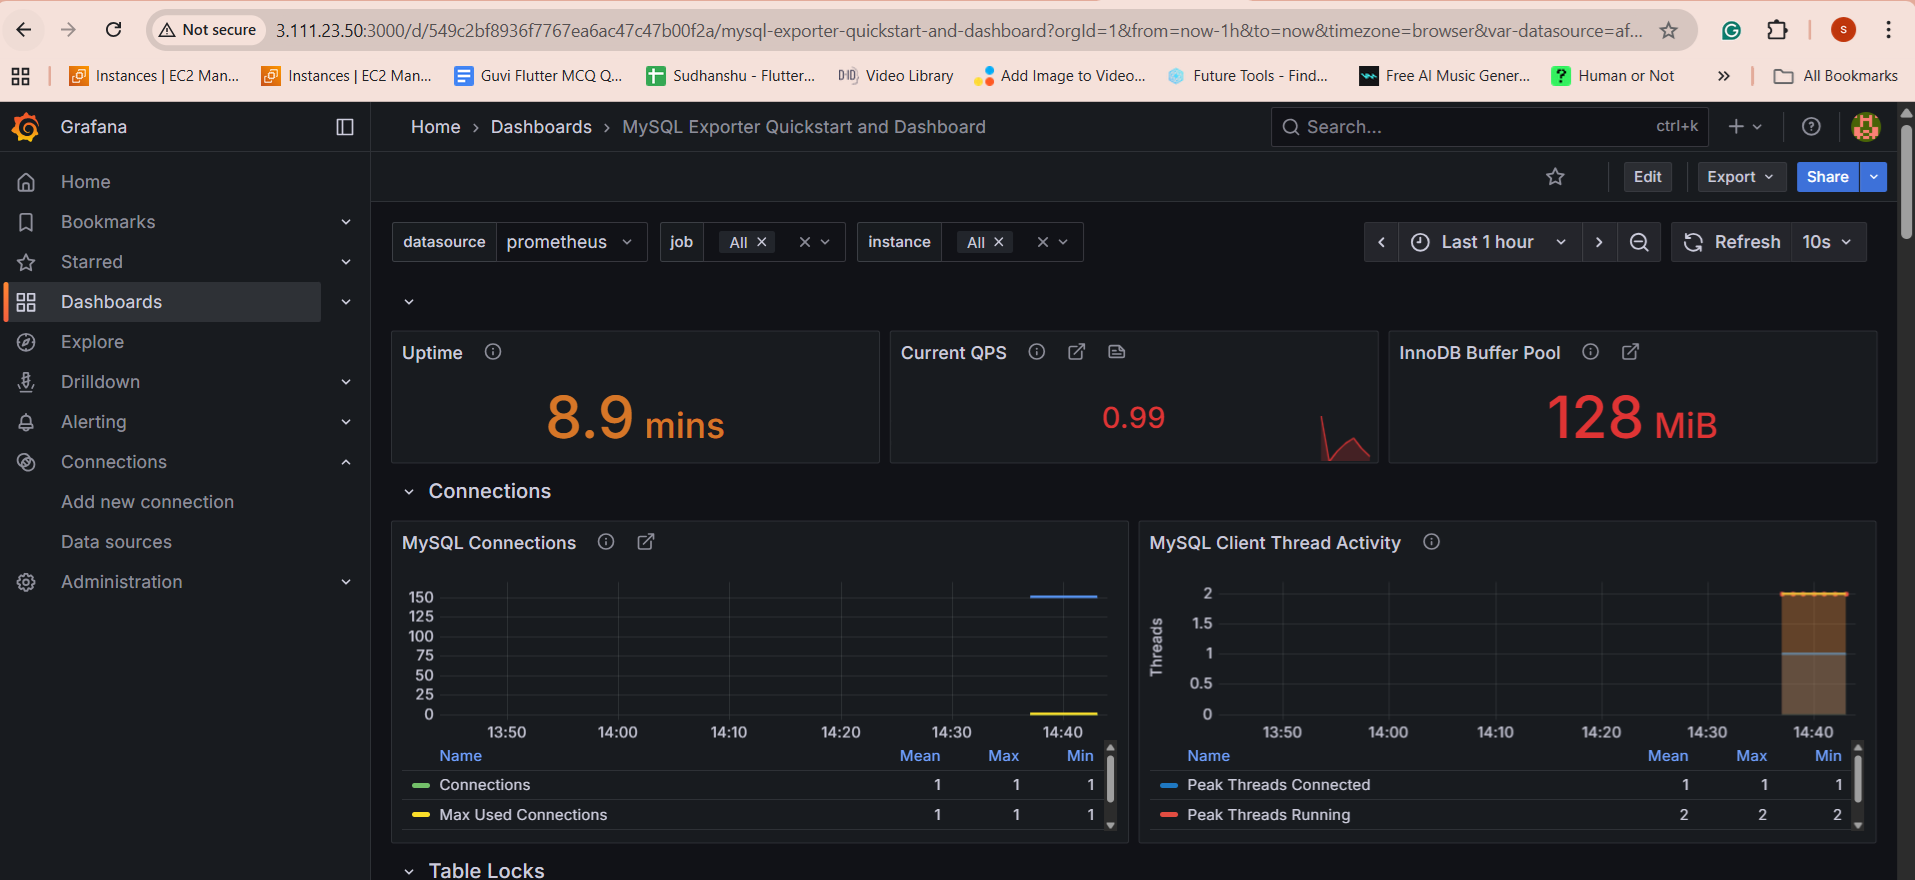 Not secure 3.111.23.50:3000/d/549c2bf8936f7767ea6ac47c47b00f2a/mysql-exporter-quickstart-and-dashboard?orgId=1&from=now-1h&to=now&timezone=browser&var-datasource=af... S
Instances | EC2 Man... Instances | EC2 Man... Guvi Flutter MCQ Q... Sudhanshu - Flutter... D-ID Video Library Add Image to Video... Future Tools - Find... Free AI Music Gener... ? Human or Not » All Bookmarks
Grafana Home › Dashboards › MySQL Exporter Quickstart and Dashboard Search... ctrl+k
Home Edit Export Share
Bookmarks
datasource prometheus job All instance All Last 1 hour Refresh 10s
Starred
Dashboards
Explore
Drilldown
Alerting
Connections
Add new connection
Data sources
Administration
Uptime Current QPS InnoDB Buffer Pool
8.9 mins 0.99 128 MiB
Connections
MySQL Connections
150
125
100
75
50
25
0
13:50 14:00 14:10 14:20 14:30 14:40
Name Mean Max Min
Connections 1 1 1
Max Used Connections 1 1 1
MySQL Client Thread Activity
Threads
2
1.5
1
0.5
0
13:50 14:00 14:10 14:20 14:30 14:40
Name Mean Max Min
Peak Threads Connected 1 1 1
Peak Threads Running 2 2 2
Table Locks